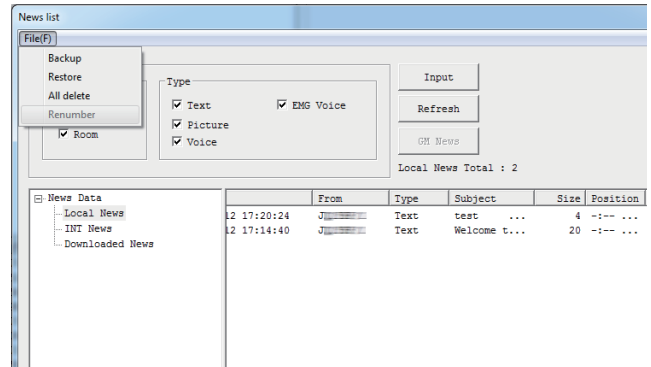 News list
File(F)
Backup
Restore
All delete
Renumber
Room
Type
Text
EMG Voice
Picture
Voice
Input
Refresh
GM News
Local News Total : 2
News Data
Local News
INT News
Downloaded News
From Type Subject Size Position
12 17:20:24 Text test ... 4 -:-- ...
12 17:14:40 Text Welcome t... 20 -:-- ...